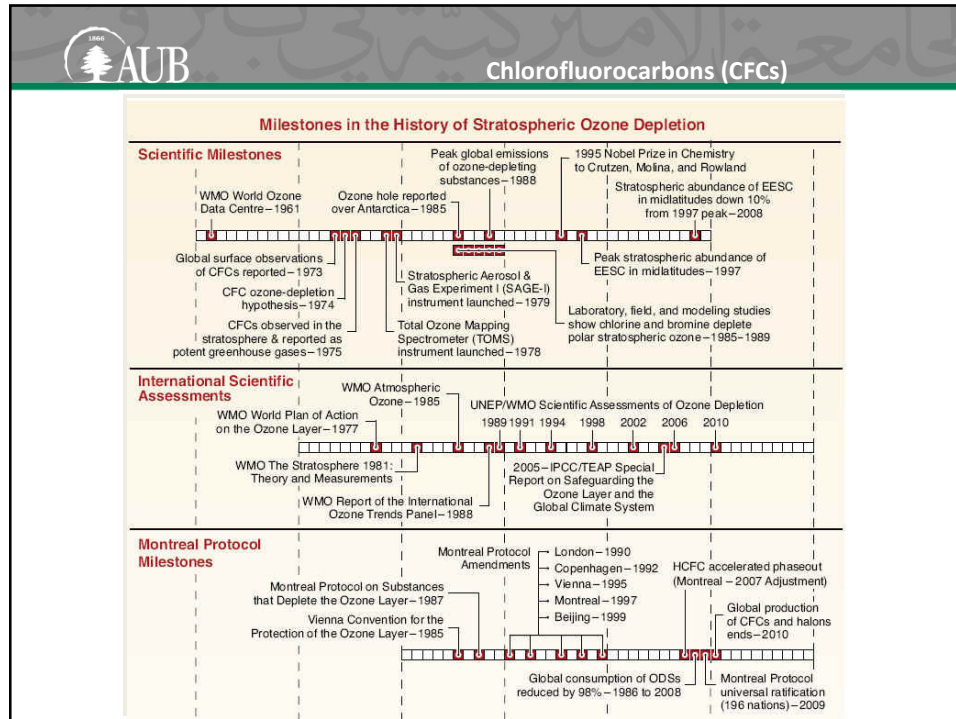 1866
AUB
Chlorofluorocarbons (CFCs)
Milestones in the History of Stratospheric Ozone Depletion
Scientific Milestones
WMO World Ozone
Data Centre–1961
Ozone hole reported
over Antarctica–1985
Peak global emissions
of ozone-depleting
substances–1988
1995 Nobel Prize in Chemistry
to Crutzen, Molina, and Rowland
Stratospheric abundance of EESC
in midlatitudes down 10%
from 1997 peak–2008
Global surface observations
of CFCs reported–1973
CFC ozone-depletion
hypothesis–1974
CFCs observed in the
stratosphere & reported as
potent greenhouse gases–1975
Stratospheric Aerosol &
Gas Experiment I (SAGE-I)
instrument launched–1979
Total Ozone Mapping
Spectrometer (TOMS)
instrument launched–1978
Peak stratospheric abundance of
EESC in midlatitudes–1997
Laboratory, field, and modeling studies
show chlorine and bromine deplete
polar stratospheric ozone–1985-1989
International Scientific
Assessments
WMO World Plan of Action
on the Ozone Layer–1977
WMO Atmospheric
Ozone–1985
UNEP/WMO Scientific Assessments of Ozone Depletion
1989 1991 1994 1998 2002 2006 2010
WMO The Stratosphere 1981:
Theory and Measurements
WMO Report of the International
Ozone Trends Panel–1988
2005–IPCC/TEAP Special
Report on Safeguarding the
Ozone Layer and the
Global Climate System
Montreal Protocol
Milestones
Montreal Protocol on Substances
that Deplete the Ozone Layer–1987
Vienna Convention for the
Protection of the Ozone Layer–1985
Montreal Protocol
Amendments
London–1990
Copenhagen–1992
Vienna–1995
Montreal–1997
Beijing–1999
HCFC accelerated phaseout
(Montreal–2007 Adjustment)
Global production
of CFCs and halons
ends–2010
Global consumption of ODSs
reduced by 98%–1986 to 2008
Montreal Protocol
universal ratification
(196 nations)–2009